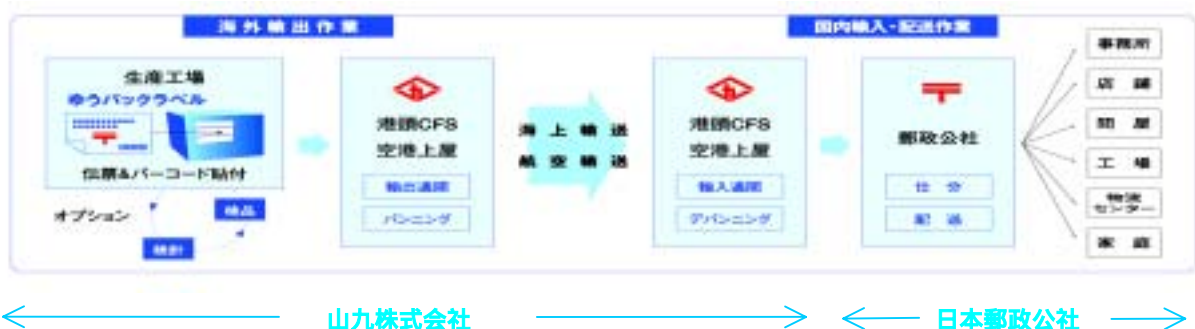 海外輸出作業
国内輸入・配送作業
生産工場
ゆうパックラベル
伝票&バーコード貼付
オプション
検品
検針
港頭CFS
空港上屋
輸出通関
バンニング
海上輸送
航空輸送
港頭CFS
空港上屋
輸入通関
デバンニング
郵政公社
仕分
配送
事務所
店舗
問屋
工場
物流
センター
家庭
山九株式会社
日本郵政公社